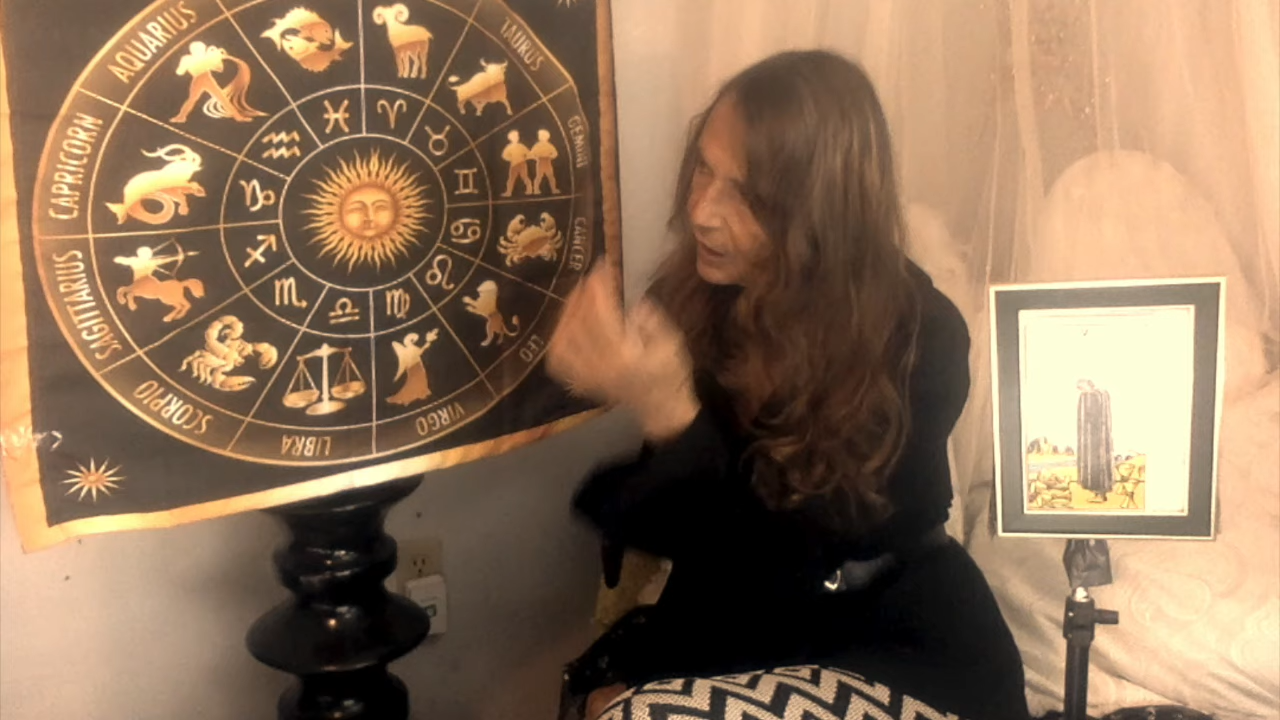 AQUARIUS
TAURUS
GEMINI
CAPRICORN
CANCER
SAGITTARIUS
LEO
SCORPIO
VIRGO
LIBRA